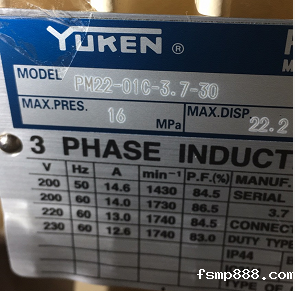 YUKEN ®
MODEL PM22-01C-3.7-30
MAX.PRES. 16 MPa MAX.DISP. 22.2
3 PHASE INDUCT
V Hz A min-1 P.F.(%) MANUF.
200 50 14.6 1430 84.5 SERIAL
200 60 14.0 1730 86.5 3.7
220 60 13.0 1740 84.5 CONNECT
230 60 12.6 1740 83.0 DUTY TYPE
IP44
fsmp888.com